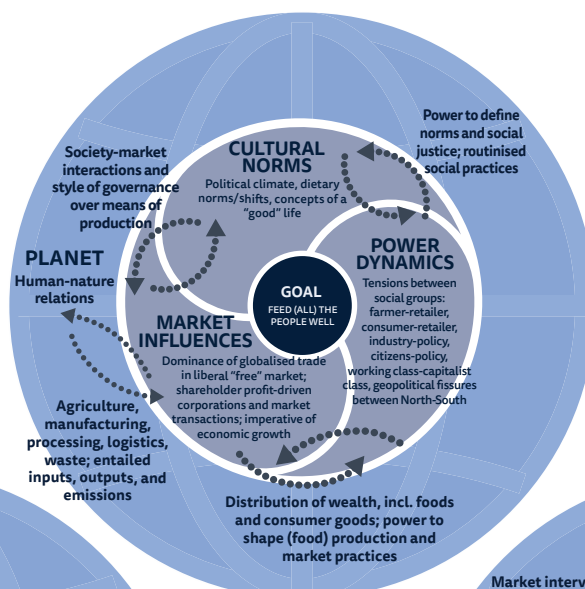 CULTURAL
NORMS
Political climate, dietary
norms/shifts, concepts of a
"good" life
Power to define
norms and social
justice; routinised
social practices
Society-market
interactions and
style of governance
over means of
production
PLANET
Human-nature
relations
POWER
DYNAMICS
Tensions between
social groups:
farmer-retailer,
consumer-retailer,
industry-policy,
citizens-policy,
working class-capitalist
class, geopolitical fissures
between North-South
GOAL
FEED (ALL) THE
PEOPLE WELL
MARKET
INFLUENCES
Dominance of globalised trade
in liberal "free" market;
shareholder profit-driven
corporations and market
transactions; imperative of
economic growth
Agriculture,
manufacturing,
processing, logistics,
waste; entailed
inputs, outputs, and
emissions
Distribution of wealth, incl. foods
and consumer goods; power to
shape (food) production and
market practices
Market interv